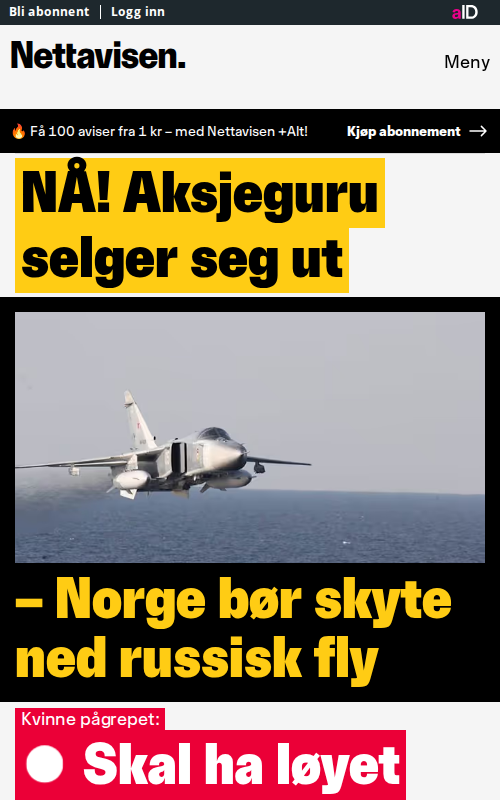 Bli abonnent | Logg inn
aID
Nettavisen.
Meny
🔥 Få 100 aviser fra 1 kr – med Nettavisen +Alt!
Kjøp abonnement →
NÅ! Aksjeguru
selger seg ut
– Norge bør skyte
ned russisk fly
Kvinne pågrepet:
Skal ha løyet